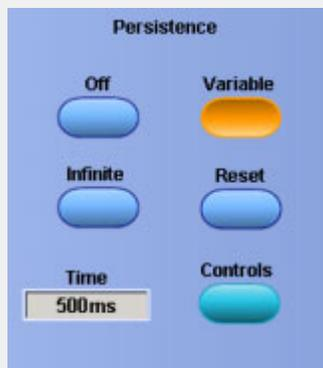 Persistence
Off Variable
Infinite Reset
Time Controls
500ms